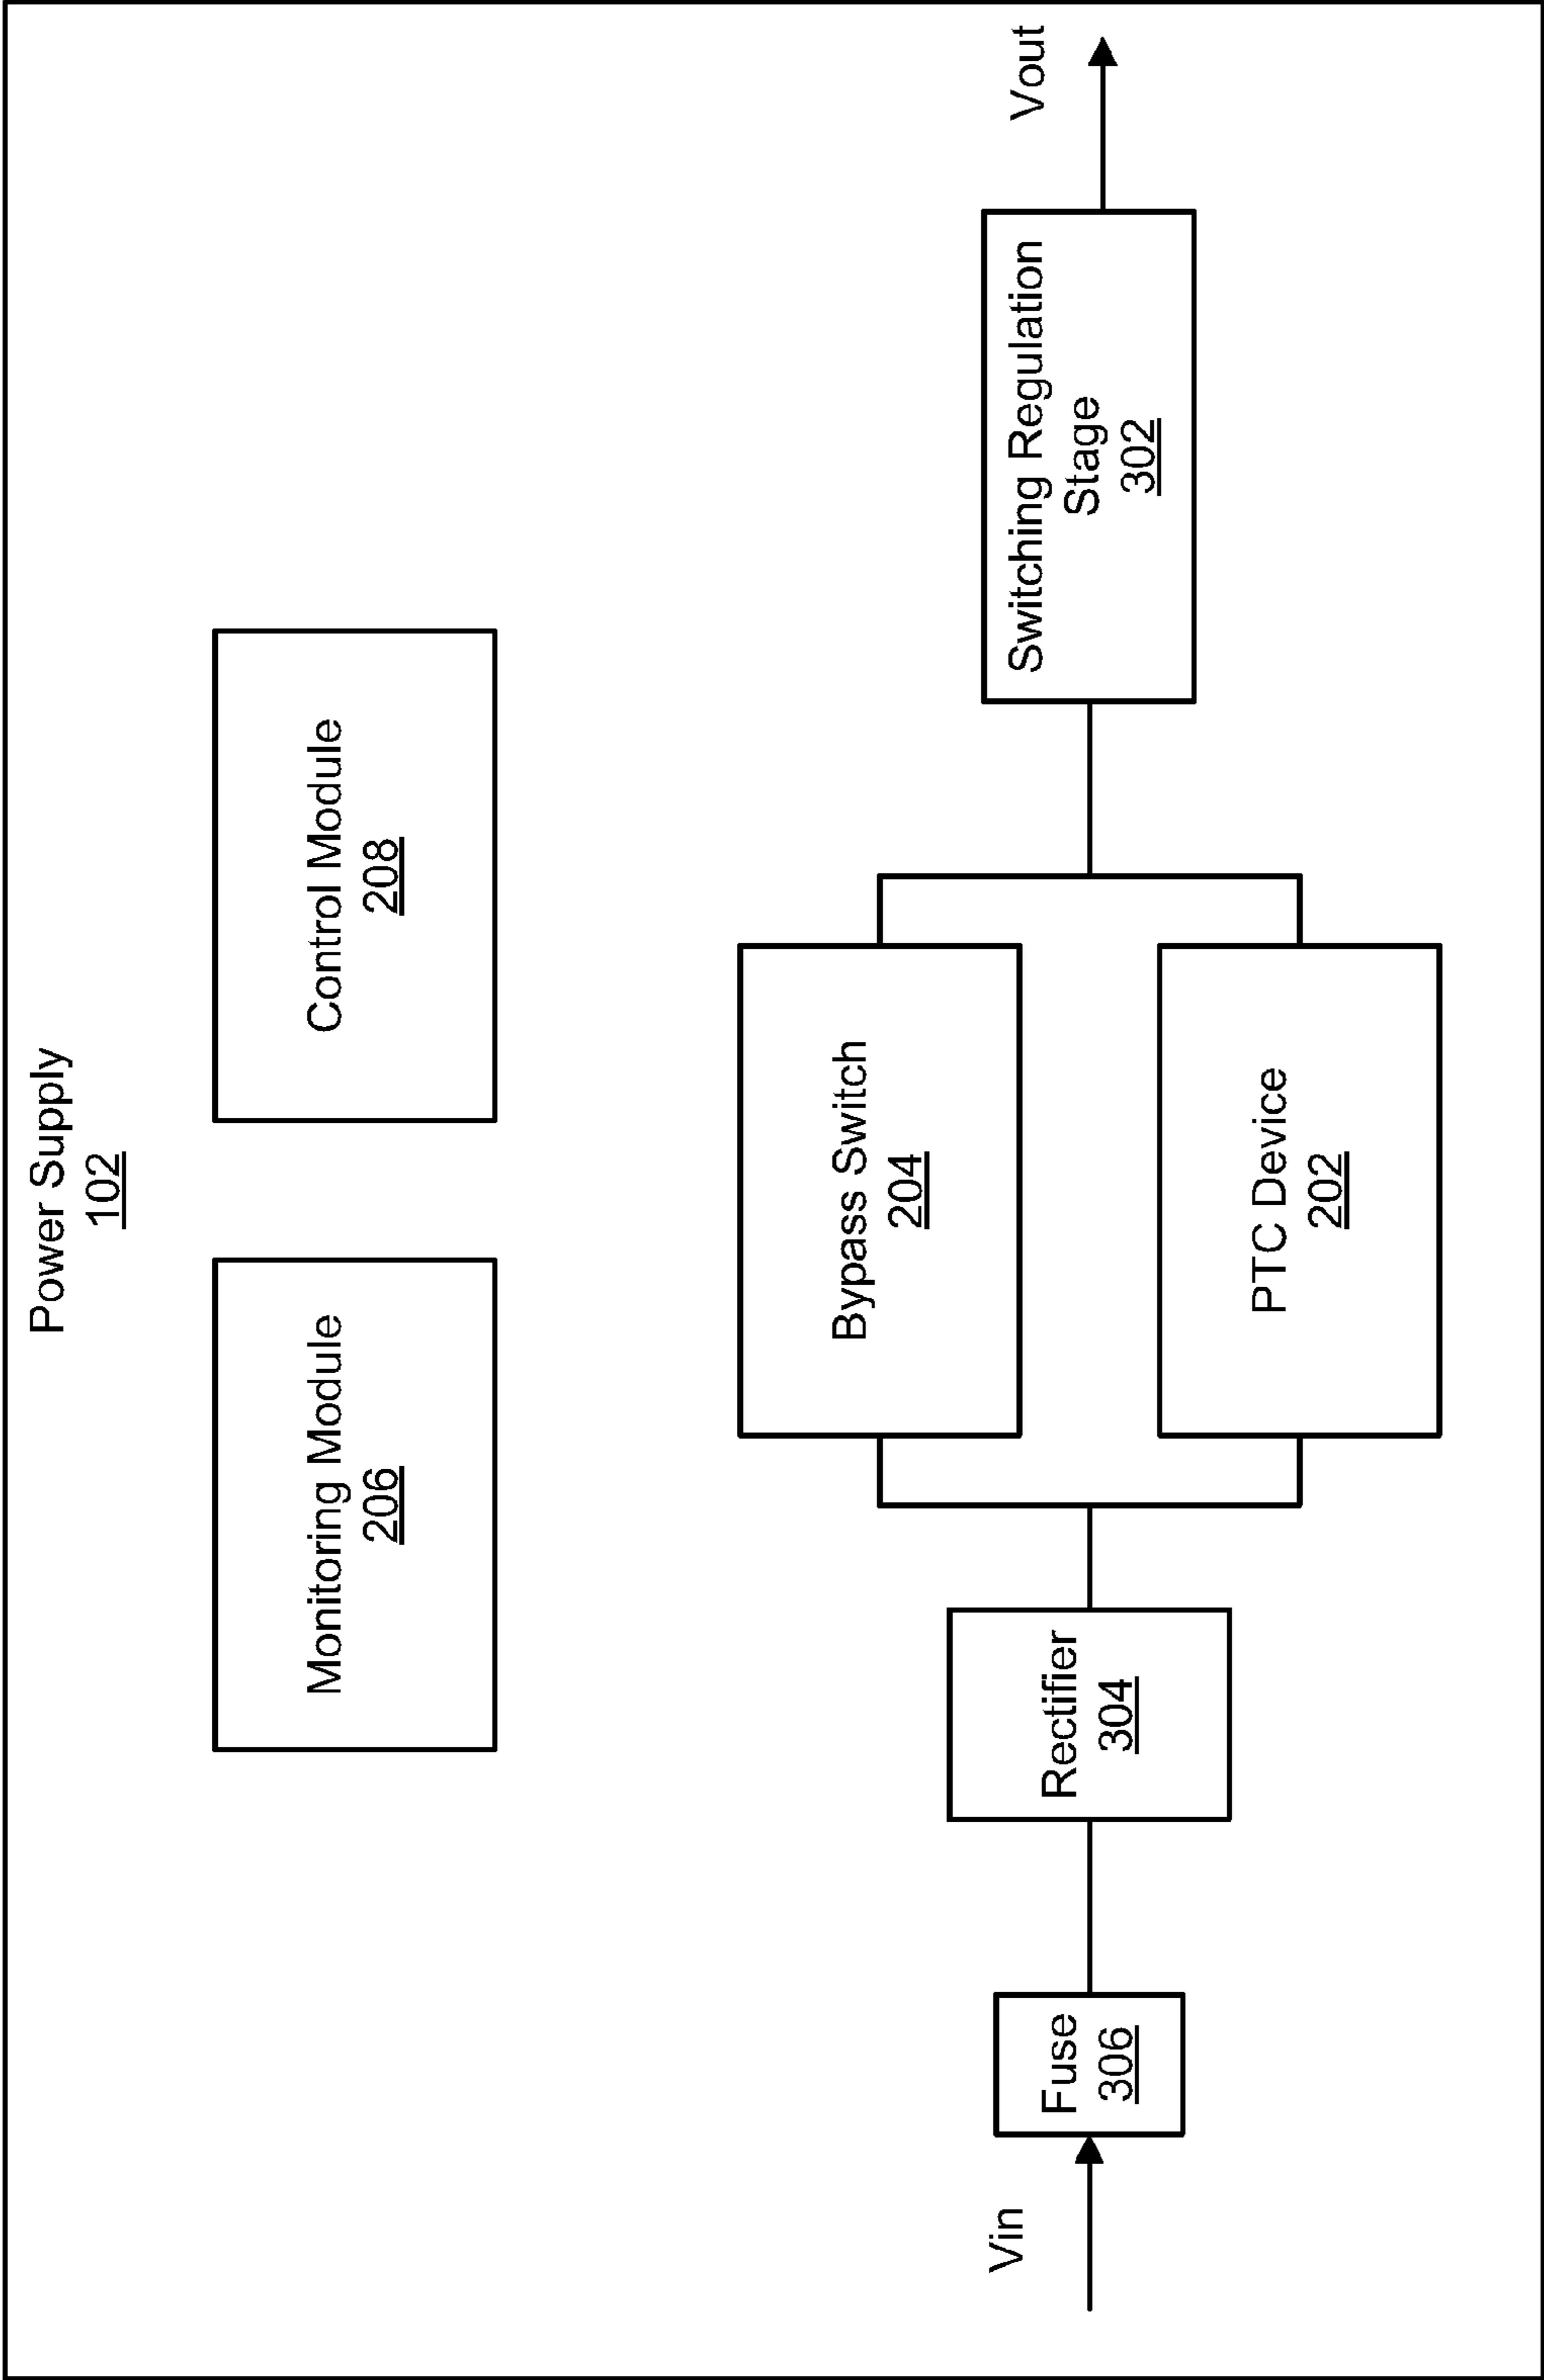 Power Supply
102
Monitoring Module
206
Control Module
208
Bypass Switch
204
PTC Device
202
Vin
Fuse
306
Rectifier
304
Switching Regulation
Stage
302
Vout